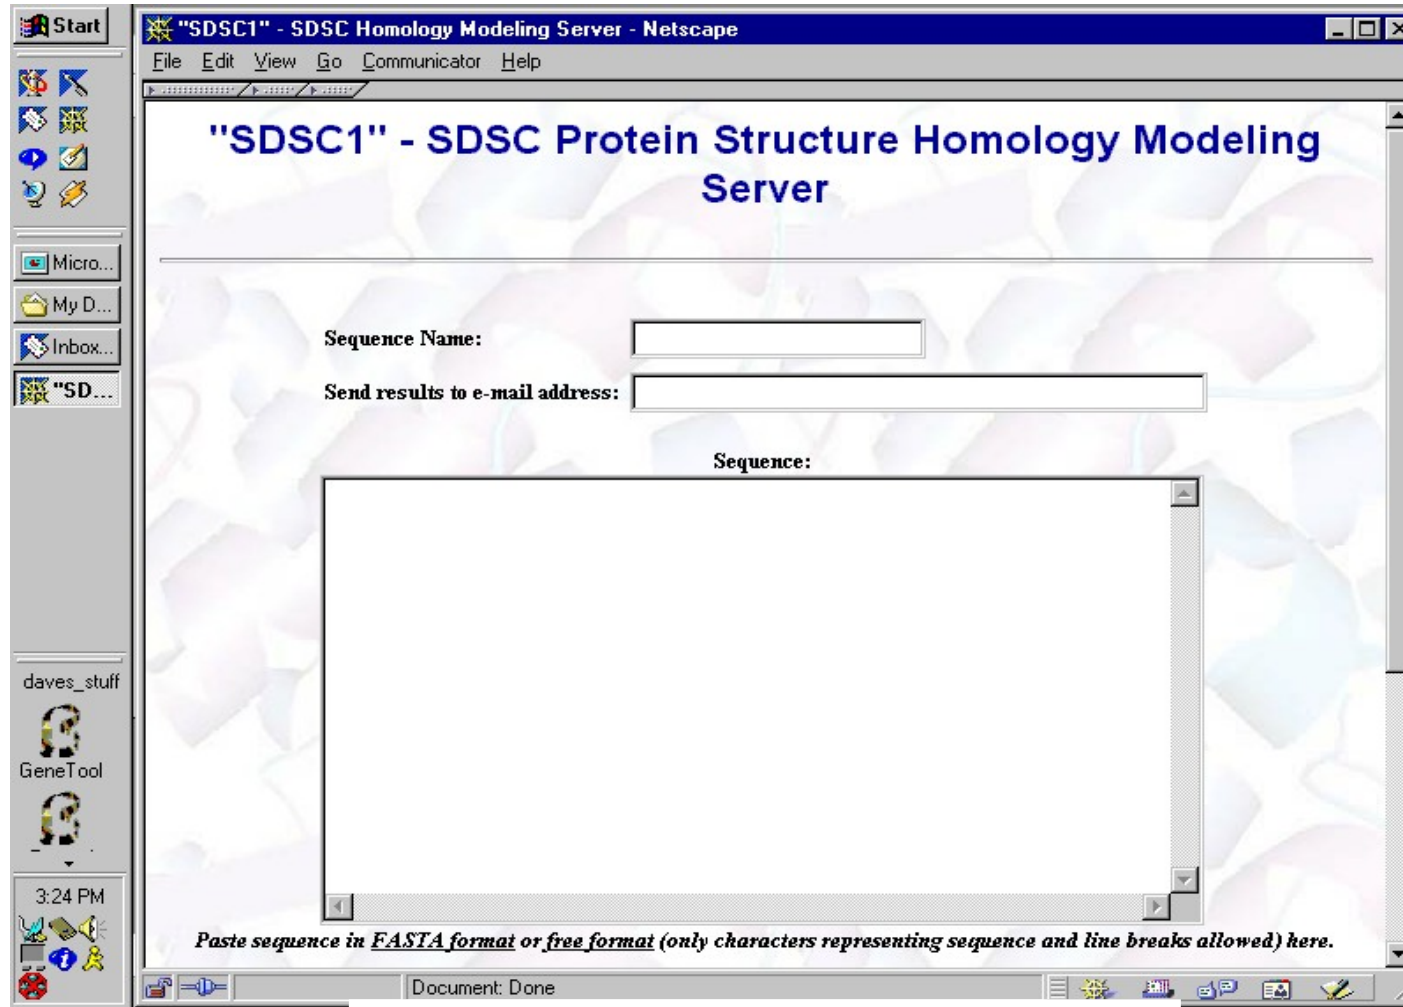 Start
Micro...
My D...
Inbox...
"SD...
daves_stuff
GeneTool
3:24 PM
"SDSC1" - SDSC Homology Modeling Server - Netscape
File Edit View Go Communicator Help
"SDSC1" - SDSC Protein Structure Homology Modeling
Server
Sequence Name:
Send results to e-mail address:
Sequence:
Paste sequence in FASTA format or free format (only characters representing sequence and line breaks allowed) here.
Document: Done